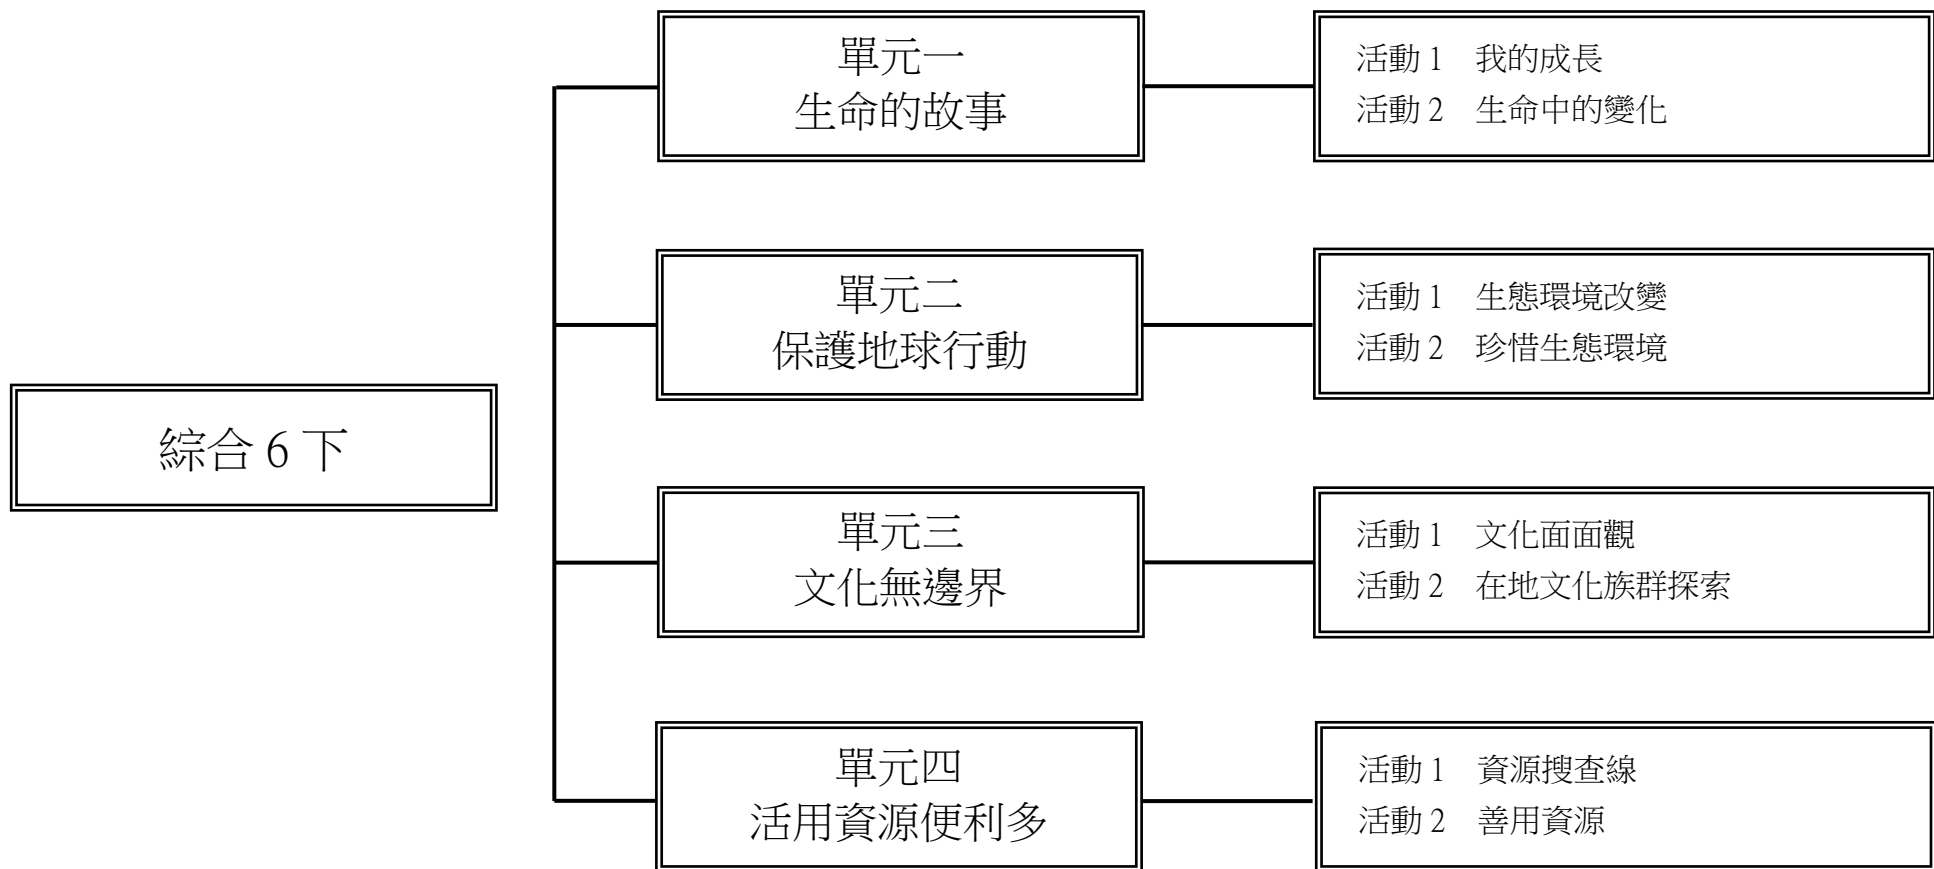 綜合 6 下
單元一
生命的故事
活動 1　我的成長
活動 2　生命中的變化
單元二
保護地球行動
活動 1　生態環境改變
活動 2　珍惜生態環境
單元三
文化無邊界
活動 1　文化面面觀
活動 2　在地文化族群探索
單元四
活用資源便利多
活動 1　資源搜查線
活動 2　善用資源